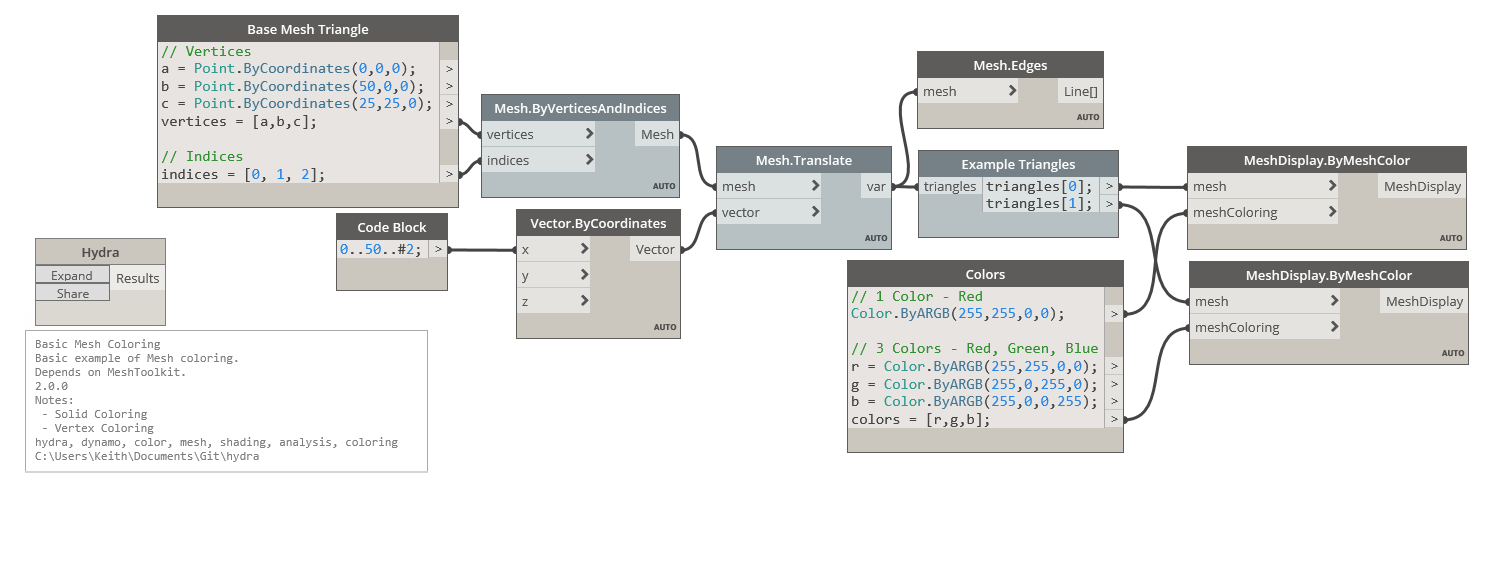 Base Mesh Triangle
// Vertices
a = Point.ByCoordinates(0,0,0); >
b = Point.ByCoordinates(50,0,0); >
c = Point.ByCoordinates(25,25,0); >
vertices = [a,b,c]; >
// Indices
indices = [0, 1, 2]; >
Mesh.ByVerticesAndIndices
vertices > Mesh
indices >
AUTO
Code Block
0..50..#2; >
Vector.ByCoordinates
x > Vector
y >
z >
AUTO
Mesh.Translate
mesh > var
vector >
AUTO
Mesh.Edges
mesh > Line[]
AUTO
Example Triangles
triangles triangles[0]; >
triangles[1]; >
AUTO
Colors
// 1 Color - Red
Color.ByARGB(255,255,0,0); >
// 3 Colors - Red, Green, Blue
r = Color.ByARGB(255,255,0,0); >
g = Color.ByARGB(255,0,255,0); >
b = Color.ByARGB(255,0,0,255); >
colors = [r,g,b]; >
MeshDisplay.ByMeshColor
mesh > MeshDisplay
meshColoring >
AUTO
MeshDisplay.ByMeshColor
mesh > MeshDisplay
meshColoring >
AUTO
Hydra
Expand Results
Share
Basic Mesh Coloring
Basic example of Mesh coloring.
Depends on MeshToolkit.
2.0.0
Notes:
- Solid Coloring
- Vertex Coloring
hydra, dynamo, color, mesh, shading, analysis, coloring
C:\Users\Keith\Documents\Git\hydra